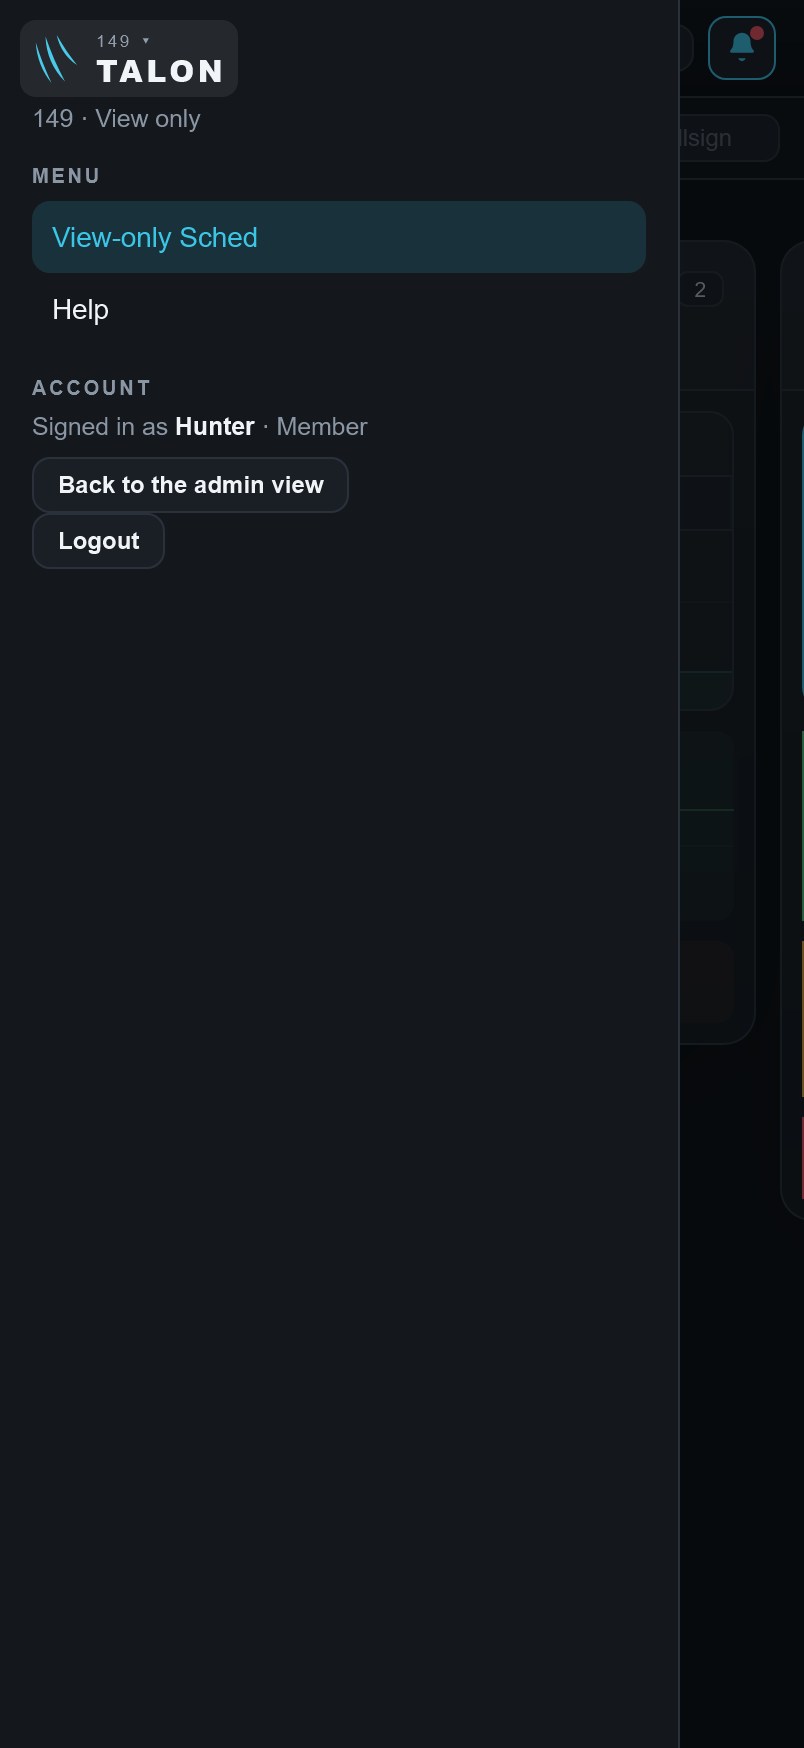 149 ▾
TALON
149 · View only
MENU
View-only Sched
Help
ACCOUNT
Signed in as Hunter · Member
Back to the admin view
Logout
2